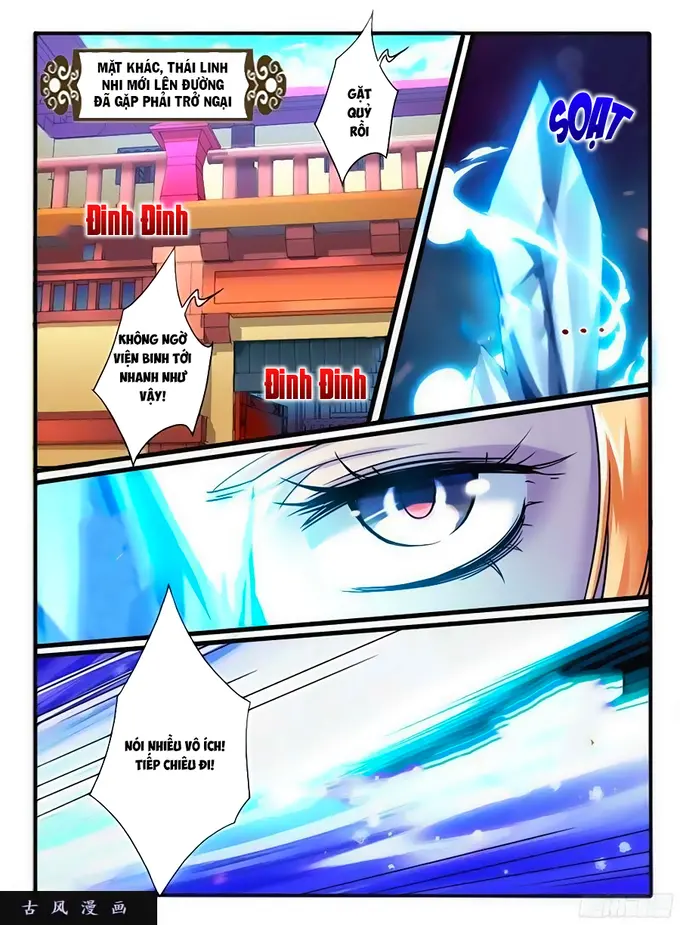 MẶT KHÁC, THÁI LINH
NHI MỚI LÊN ĐƯỜNG
ĐÃ GẶP PHẢI TRỞ NGẠI
GẶT
QUỶ
RỒI
SOẠT
Đinh Đinh
KHÔNG NGỜ
VIỆN BINH TỚI
NHANH NHƯ
VẬY!
Đinh Đinh
...
NÓI NHIỀU VÔ ÍCH!
TIẾP CHIÊU ĐI!
古风漫画